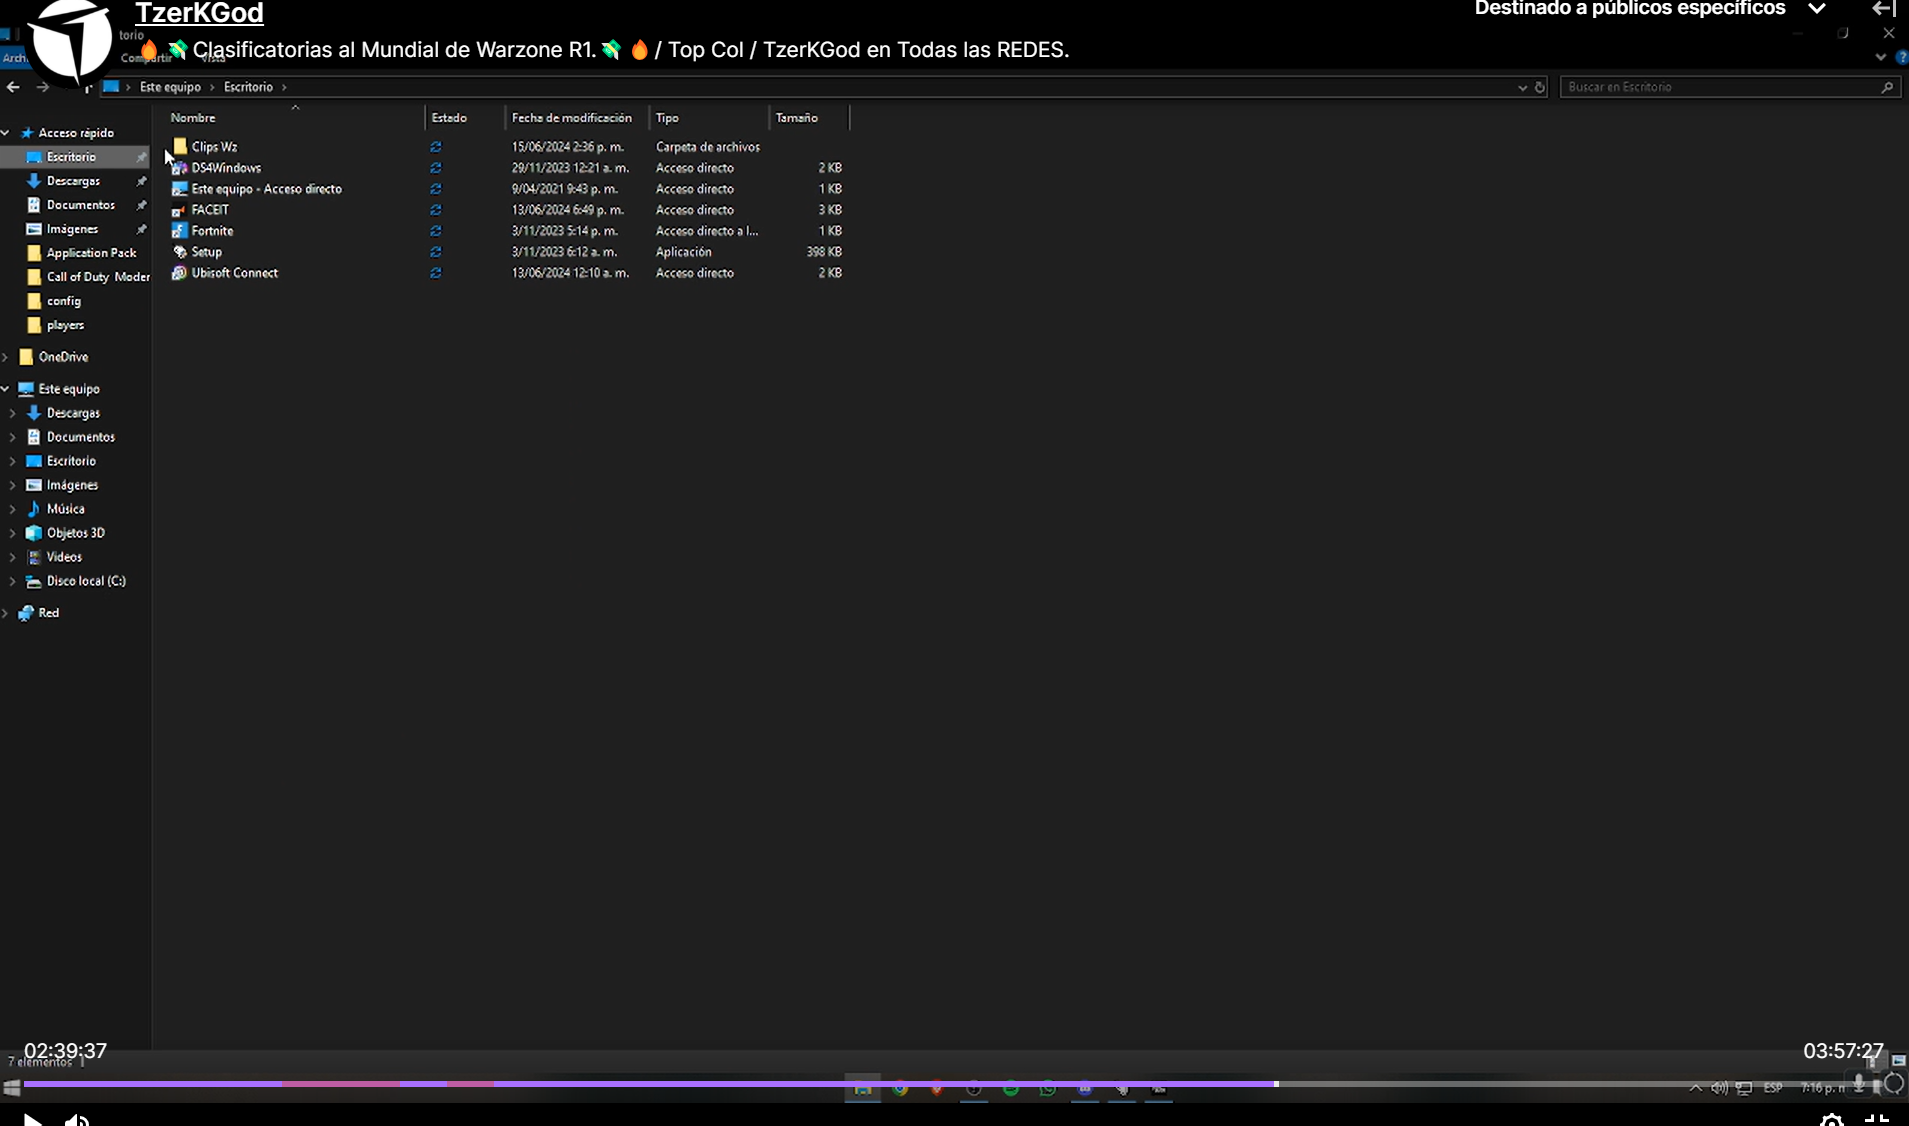 TzerKGod
Destinado a públicos específicos
torio
🔥💸Clasificatorias al Mundial de Warzone R1.💸🔥/ Top Col / TzerKGod en Todas las REDES.
Compartir Vista
Este equipo > Escritorio >
Buscar en Escritorio
Nombre Estado Fecha de modificación Tipo Tamaño
Acceso rápido
Escritorio
Descargas
Documentos
Imágenes
Application Pack
Call of Duty Moder
config
players
OneDrive
Este equipo
Descargas
Documentos
Escritorio
Imágenes
Música
Objetos 3D
Videos
Disco local (C:)
Red
Clips Wz 15/06/2024 2:36 p. m. Carpeta de archivos
DS4Windows 29/11/2023 12:21 a. m. Acceso directo 2 KB
Este equipo - Acceso directo 9/04/2021 9:43 p. m. Acceso directo 1 KB
FACEIT 13/06/2024 6:49 p. m. Acceso directo 3 KB
Fortnite 3/11/2023 5:14 p. m. Acceso directo a I... 1 KB
Setup 3/11/2023 6:12 a. m. Aplicación 398 KB
Ubisoft Connect 13/06/2024 12:10 a. m. Acceso directo 2 KB
02:39:37
03:57:27
7 elementos
ESP 7:16 p.